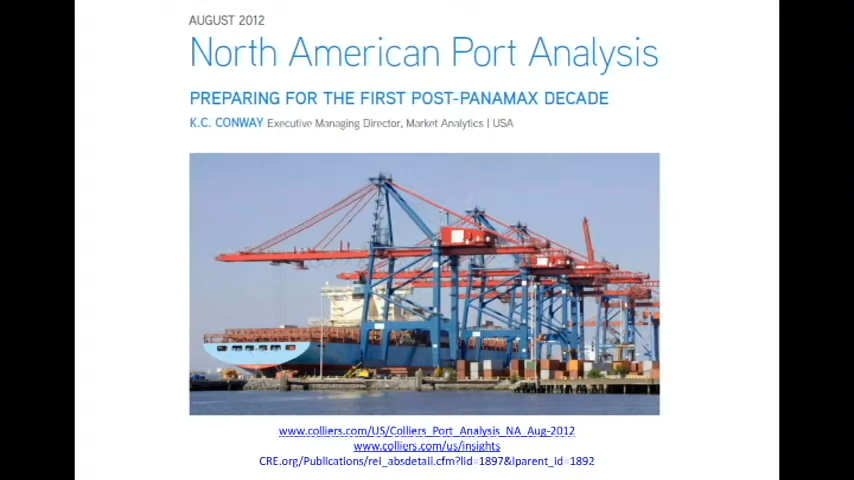 AUGUST 2012
North American Port Analysis
PREPARING FOR THE FIRST POST-PANAMAX DECADE
K.C. CONWAY Executive Managing Director, Market Analytics | USA
www.colliers.com/US/Colliers_Port_Analysis_NA_Aug-2012
www.colliers.com/us/insights
CRE.org/Publications/rei_absdetail.cfm?lid=1897&lparent_id=1892